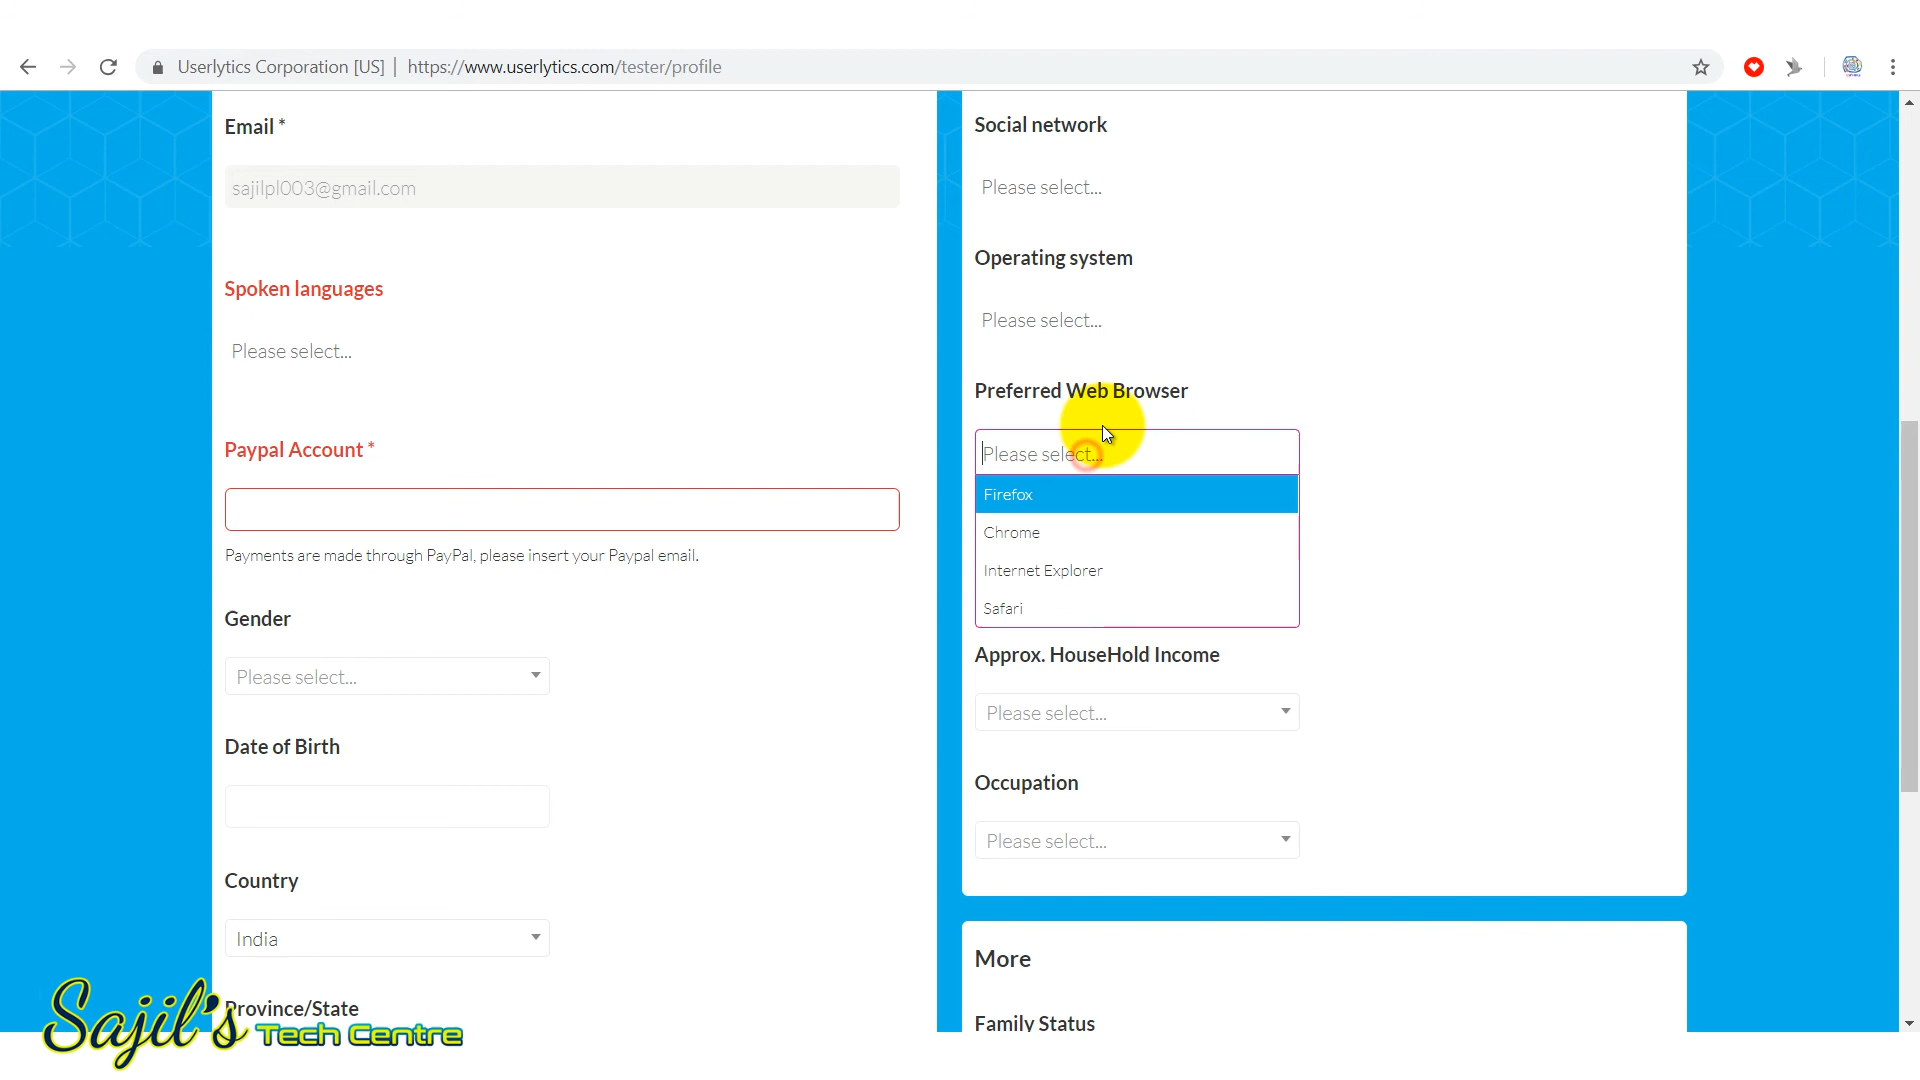 Userlytics Corporation [US] | https://www.userlytics.com/tester/profile
Email *
sajilpl003@gmail.com
Spoken languages
Please select...
Paypal Account *
Payments are made through PayPal, please insert your Paypal email.
Gender
Please select...
Date of Birth
Country
India
Province/State
Social network
Please select...
Operating system
Please select...
Preferred Web Browser
Please select...
Firefox
Chrome
Internet Explorer
Safari
Approx. HouseHold Income
Please select...
Occupation
Please select...
More
Family Status
Sajil's Tech Centre